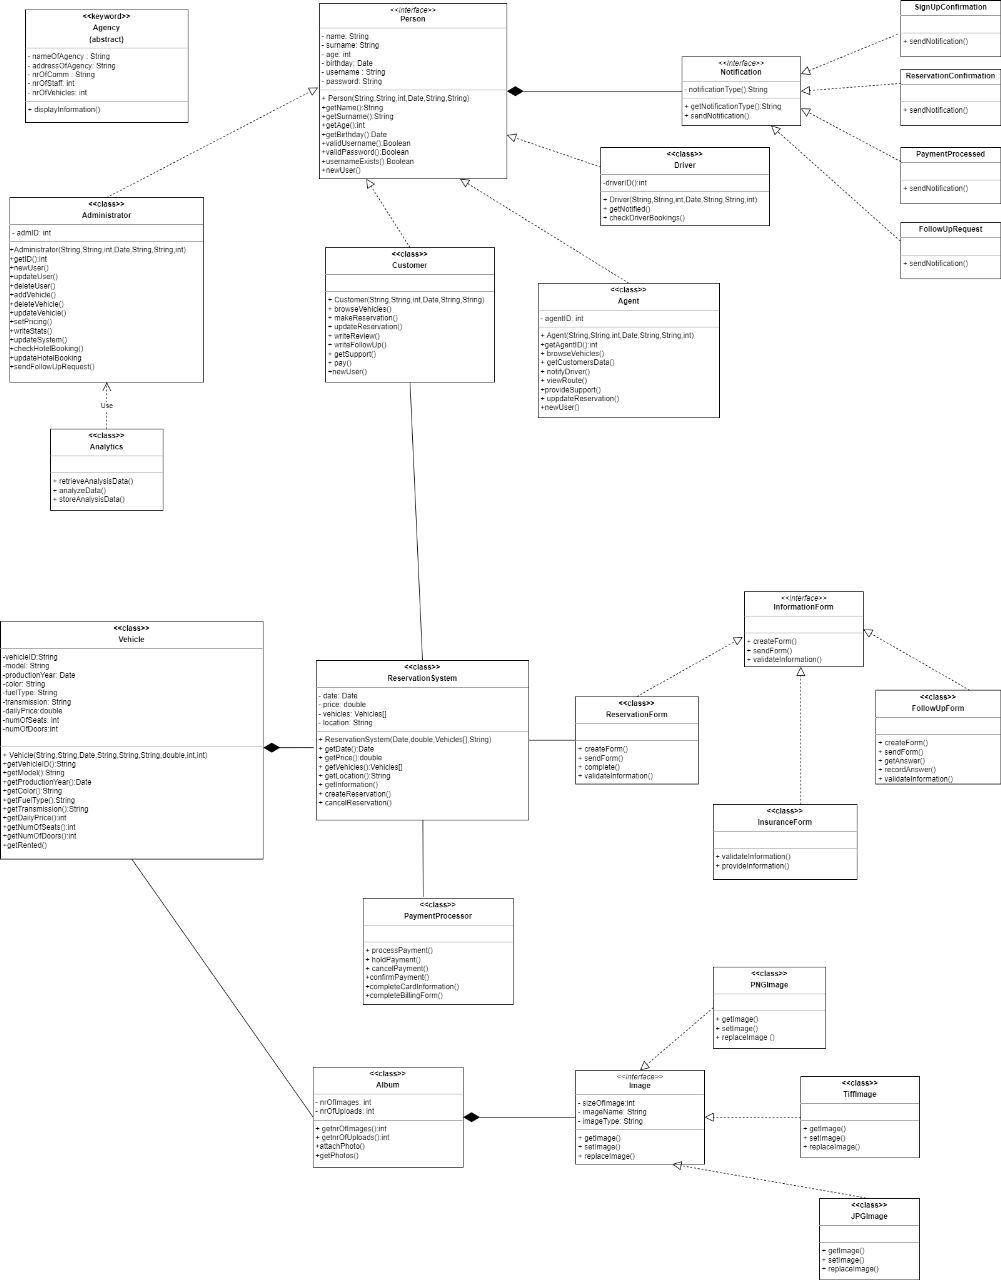 <<keyword>>
Agency
(abstract)
- nameOfAgency : String
- addressOfAgency: String
- nrOfComm : String
- nrOfStaff: int
- nrOfVehicles: int
+ displayInformation()
<<interface>>
Person
- name: String
- surname: String
- age: int
- birthday: Date
- username : String
- password: String
+ Person(String,String,int,Date,String,String)
+getName():String
+getSurname():String
+getAge():int
+getBirthday():Date
+validUsername():Boolean
+validPassword():Boolean
+usernameExists():Boolean
+newUser()
<<interface>>
Notification
- notificationType():String
+ getNotificationType():String
+ sendNotification()
<<class>>
SignUpConfirmation
+ sendNotification()
<<class>>
ReservationConfirmation
+ sendNotification()
<<class>>
PaymentProcessed
+ sendNotification()
<<class>>
FollowUpRequest
+ sendNotification()
<<class>>
Driver
-driverID():int
+ Driver(String,String,int,Date,String,String,int)
+ getNotified()
+ checkDriverBookings()
<<class>>
Administrator
- admID: int
+Administrator(String,String,int,Date,String,String,int)
+getID():int
+newUser()
+updateUser()
+deleteUser()
+addVehicle()
+deleteVehicle()
+updateVehicle()
+setPricing()
+writeStats()
+updateSystem()
+checkHotelBooking()
+updateHotelBooking
+sendFollowUpRequest()
Use
<<class>>
Analytics
+ retrieveAnalysisData()
+ analyzeData()
+ storeAnalysisData()
<<class>>
Customer
+ Customer(String,String,int,Date,String,String)
+ browseVehicles()
+ makeReservation()
+ updateReservation()
+ writeReview()
+ writeFollowUp()
+ getSupport()
+ pay()
+newUser()
<<class>>
Agent
- agentID: int
+ Agent(String,String,int,Date,String,String,int)
+getAgentID():int
+ browseVehicles()
+ getCustomersData()
+ notifyDriver()
+ viewRoute()
+provideSupport()
+ uppdateReservation()
+newUser()
<<class>>
Vehicle
-vehicleID:String
-model: String
-productionYear: Date
-color: String
-fuelType: String
-transmission: String
-dailyPrice:double
-numOfSeats: int
-numOfDoors:int
+ Vehicle(String,String,Date,String,String,String,double,int,int)
+getVehicleID():String
+getModel():String
+getProductionYear():Date
+getColor():String
+getFuelType():String
+getTransmission():String
+getDailyPrice():int
+getNumOfSeats():int
+getNumOfDoors():int
+getRented()
<<class>>
ReservationSystem
- date: Date
- price: double
- vehicles: Vehicles[]
- location: String
+ ReservationSystem(Date,double,Vehicles[],String)
+ getDate():Date
+ getPrice():double
+ getVehicles():Vehicles[]
+ getLocation():String
+ getInformation()
+ createReservation()
+ cancelReservation()
<<interface>>
InformationForm
+ createForm()
+ sendForm()
+ validateInformation()
<<class>>
ReservationForm
+ createForm()
+ sendForm()
+ complete()
+ validateInformation()
<<class>>
FollowUpForm
+ createForm()
+ sendForm()
+ getAnswer()
+ recordAnswer()
+ validateInformation()
<<class>>
InsuranceForm
+ validateInformation()
+ provideInformation()
<<class>>
PaymentProcessor
+ processPayment()
+ holdPayment()
+ cancelPayment()
+confirmPayment()
+completeCardInformation()
+completeBillingForm()
<<class>>
PNGImage
+ getImage()
+ setImage()
+ replaceImage ()
<<class>>
Album
- nrOfImages: int
- nrOfUploads: int
+ getnrOfImages():int
+ getnrOfUploads():int
+attachPhoto()
+getPhotos()
<<interface>>
Image
- sizeOfImage:int
- imageName: String
- imageType: String
+ getImage()
+ setImage()
+ replaceImage()
<<class>>
TiffImage
+ getImage()
+ setImage()
+ replaceImage()
<<class>>
JPGImage
+ getImage()
+ setImage()
+ replaceImage()